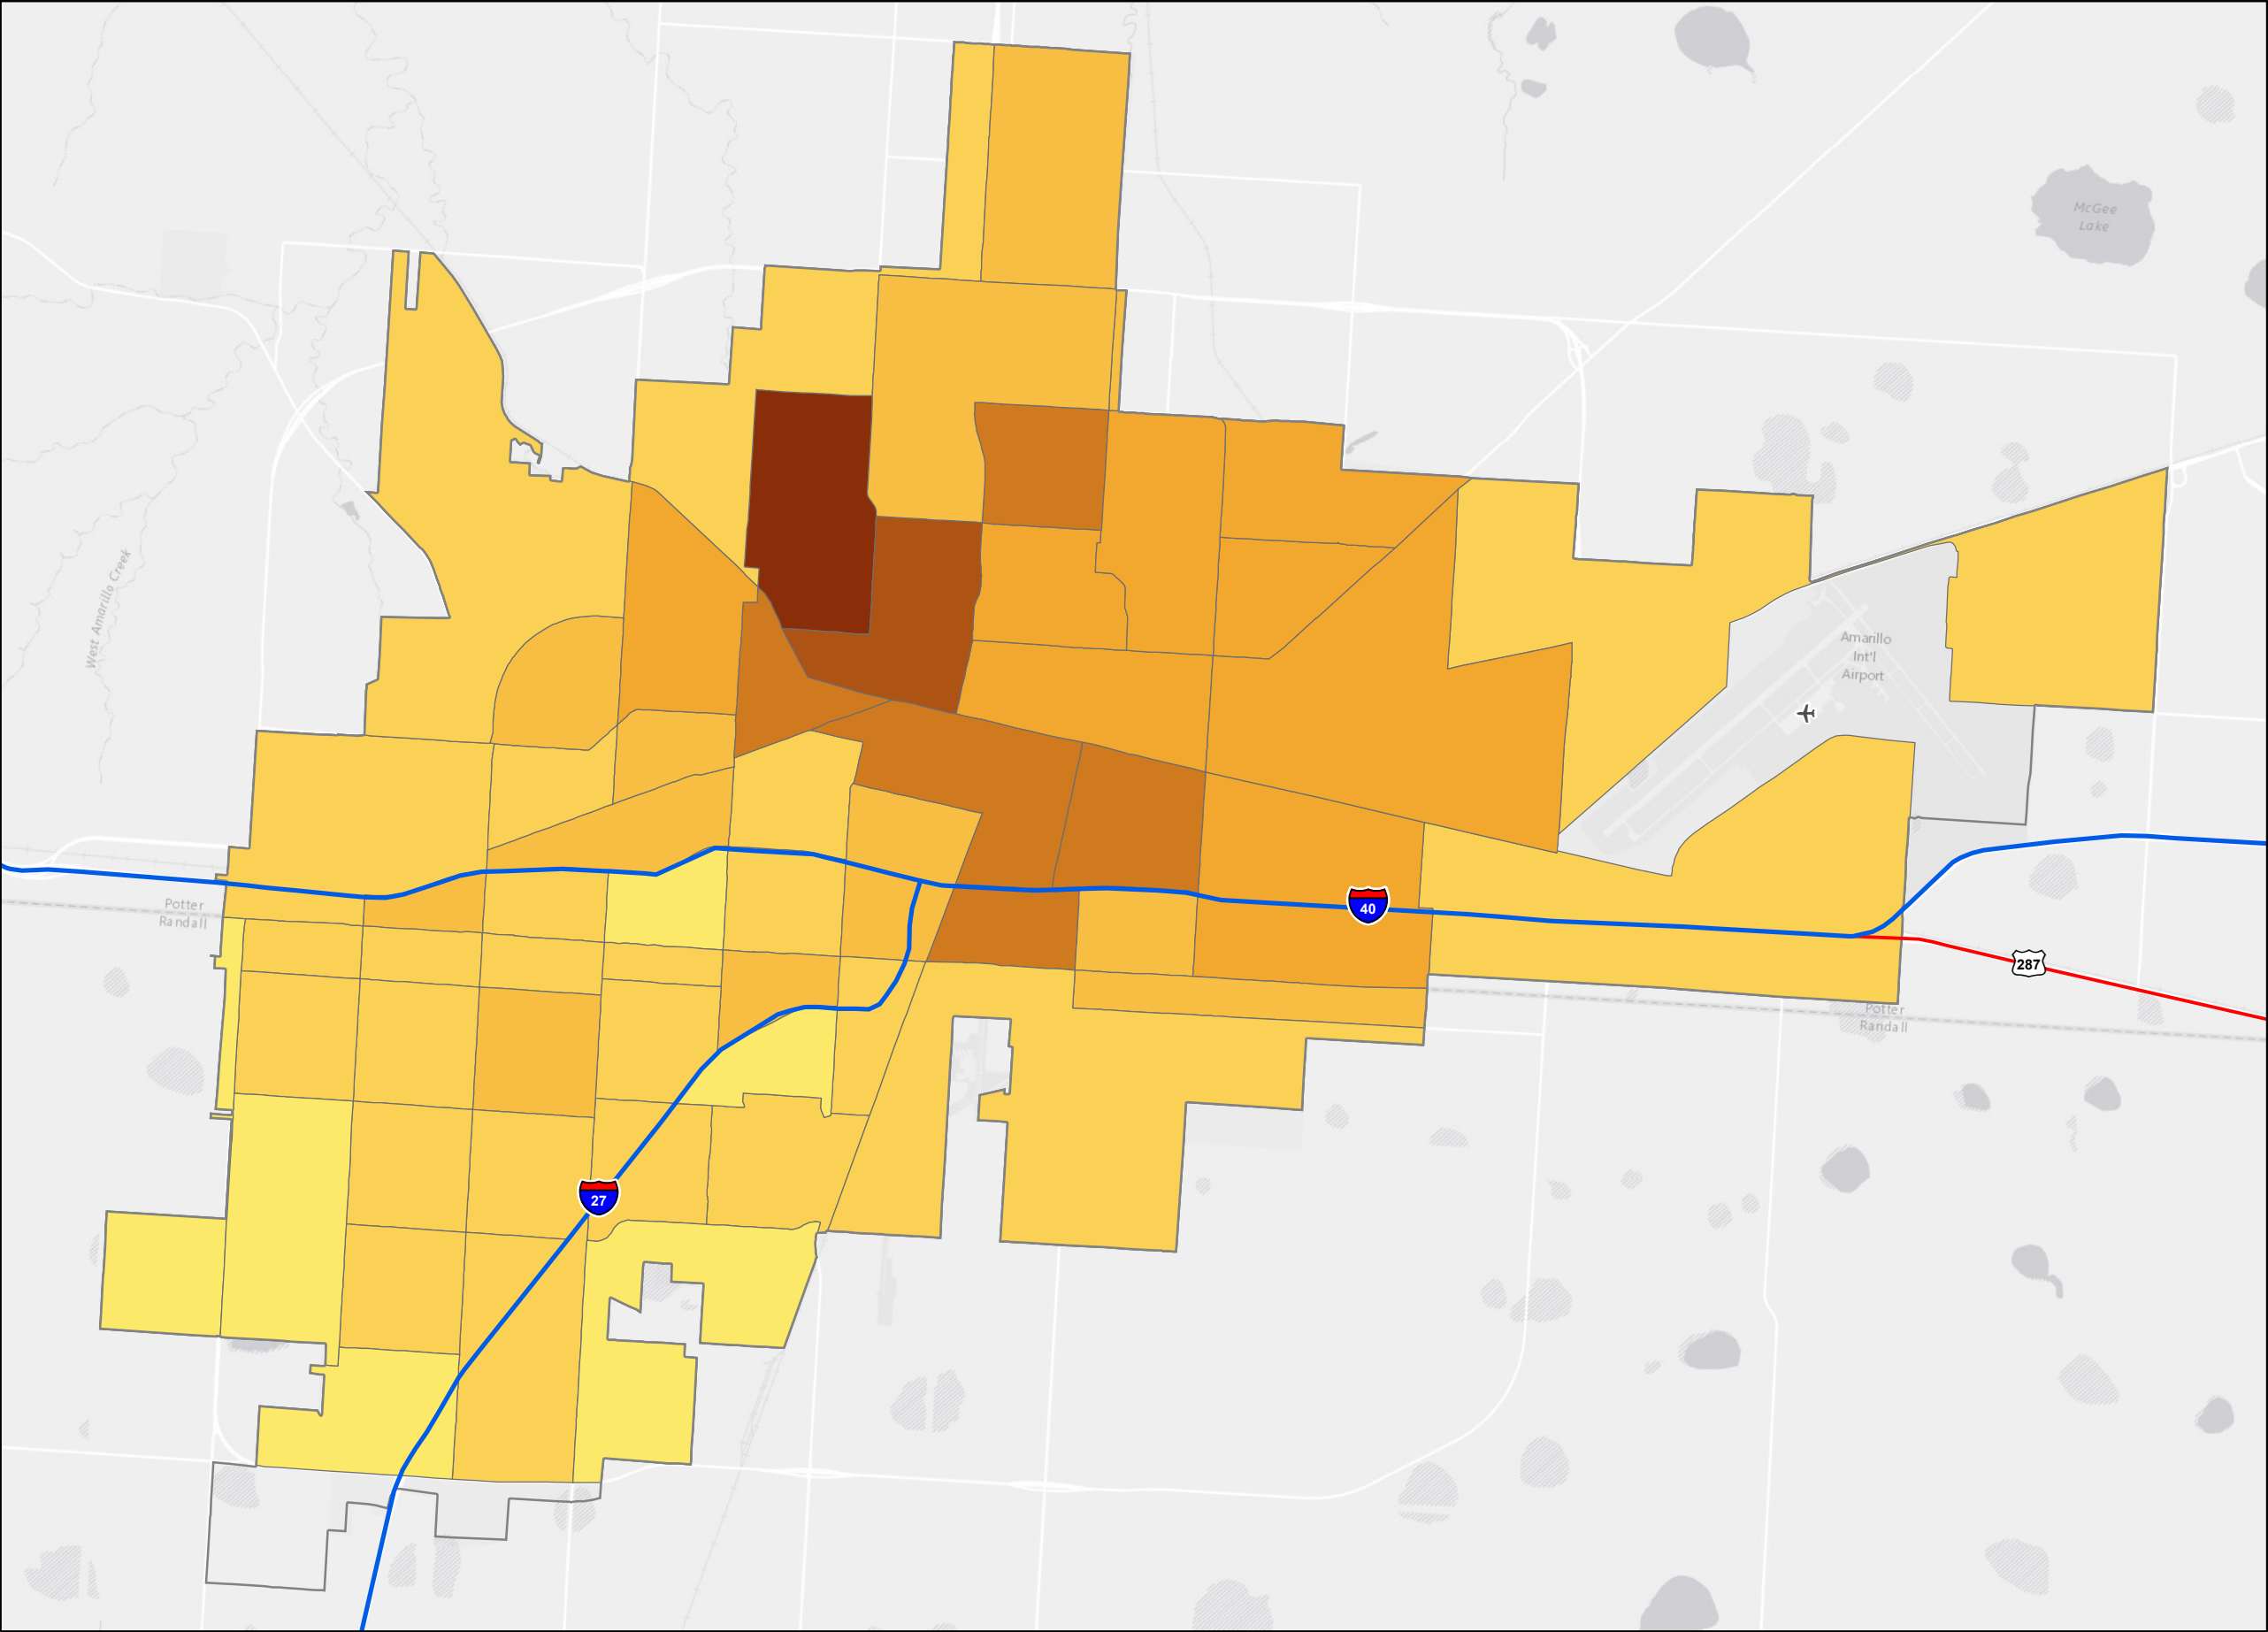 McGee
Lake
West Amarillo Creek
Amarillo
Int'l
Airport
Potter
Randall
40
287
Potter
Randall
27